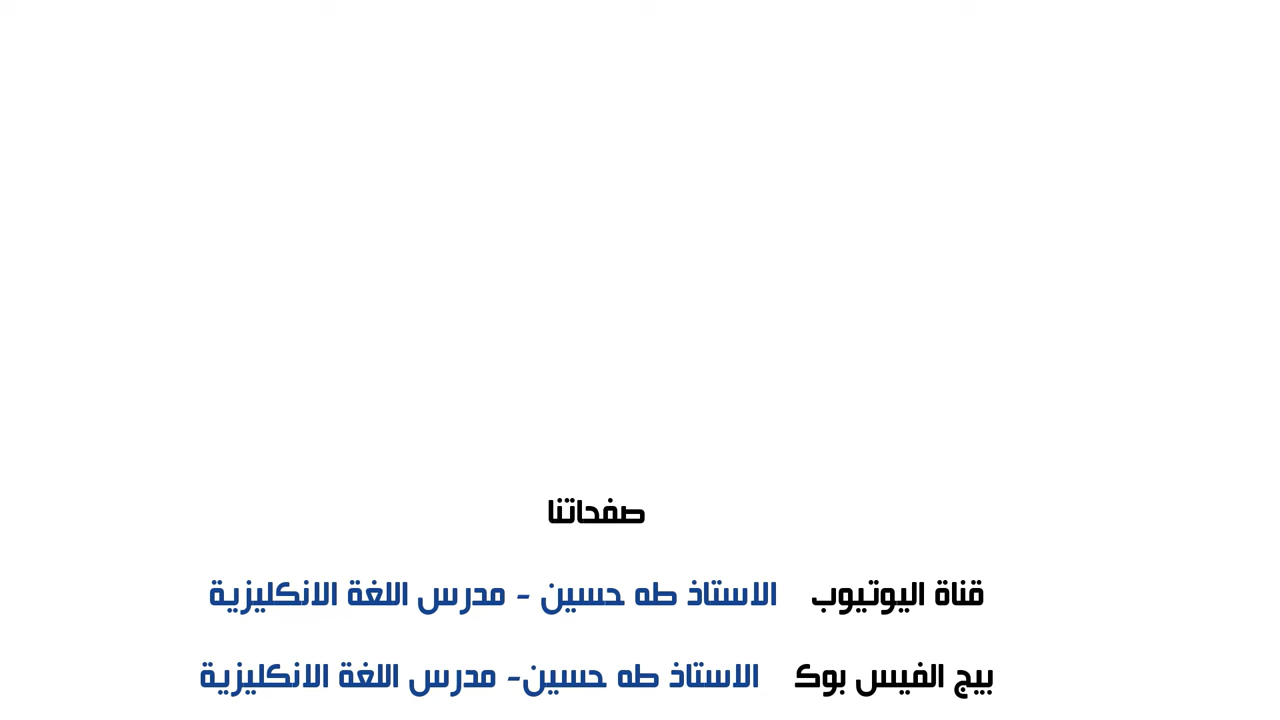 صفحاتنا
قناة اليوتيوب الاستاذ طه حسين - مدرس اللغة الانكليزية
بيج الفيس بوك الاستاذ طه حسين- مدرس اللغة الانكليزية